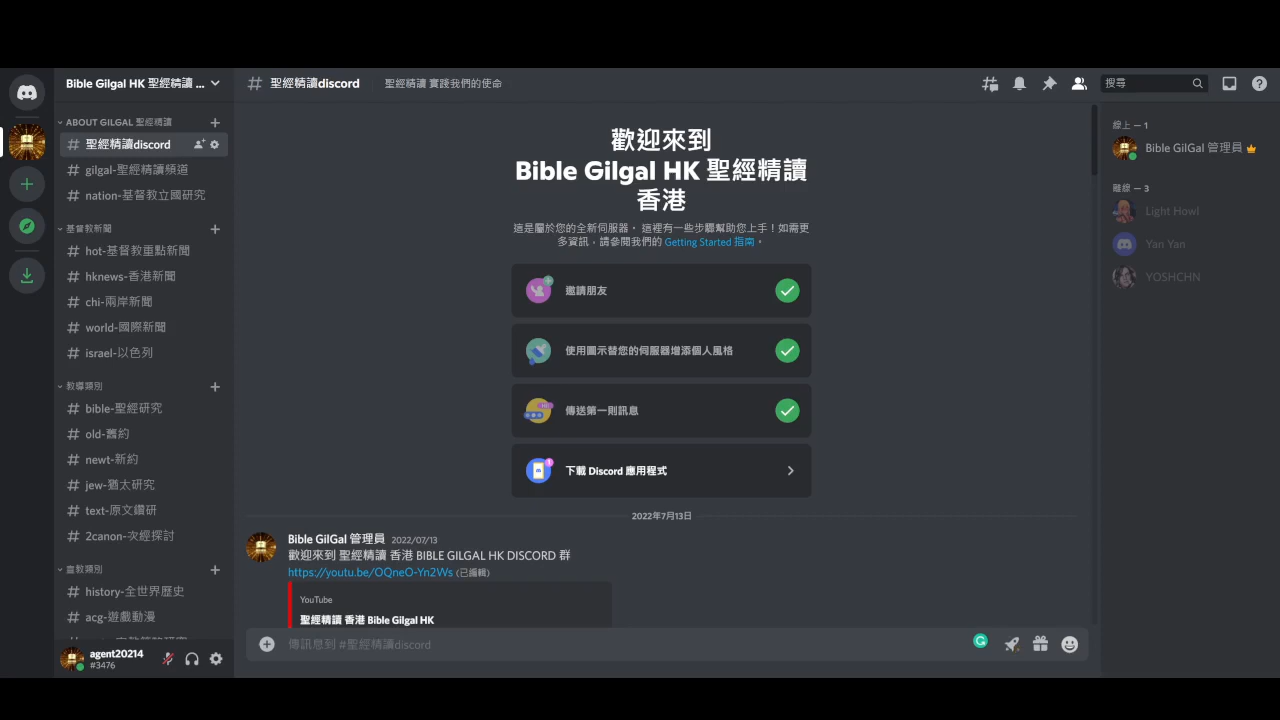 Bible Gilgal HK 聖經精讀 ...
ABOUT GILGAL 聖經精讀
聖經精讀discord
gilgal-聖經精讀頻道
nation-基督教立國研究
基督教新聞
hot-基督教重點新聞
hknews-香港新聞
chi-兩岸新聞
world-國際新聞
israel-以色列
教導類別
bible-聖經研究
old-舊約
newt-新約
jew-猶太研究
text-原文鑽研
2canon-次經探討
宣教類別
history-全世界歷史
acg-遊戲動漫
agent20214
#3476
聖經精讀discord
聖經精讀 實踐我們的使命
搜尋
歡迎來到
Bible Gilgal HK 聖經精讀
香港
這是屬於您的全新伺服器。 這裡有一些步驟幫助您上手！如需更
多資訊，請參閱我們的 Getting Started 指南。
邀請朋友
使用圖示替您的伺服器增添個人風格
傳送第一則訊息
下載 Discord 應用程式
2022年7月13日
Bible GilGal 管理員 2022/07/13
歡迎來到 聖經精讀 香港 BIBLE GILGAL HK DISCORD 群
https://youtu.be/OQneO-Yn2Ws (已編輯)
YouTube
聖經精讀 香港 Bible Gilgal HK
傳訊息到 #聖經精讀discord
線上 — 1
Bible GilGal 管理員
離線 — 3
Light Howl
Yan Yan
YOSHCHN